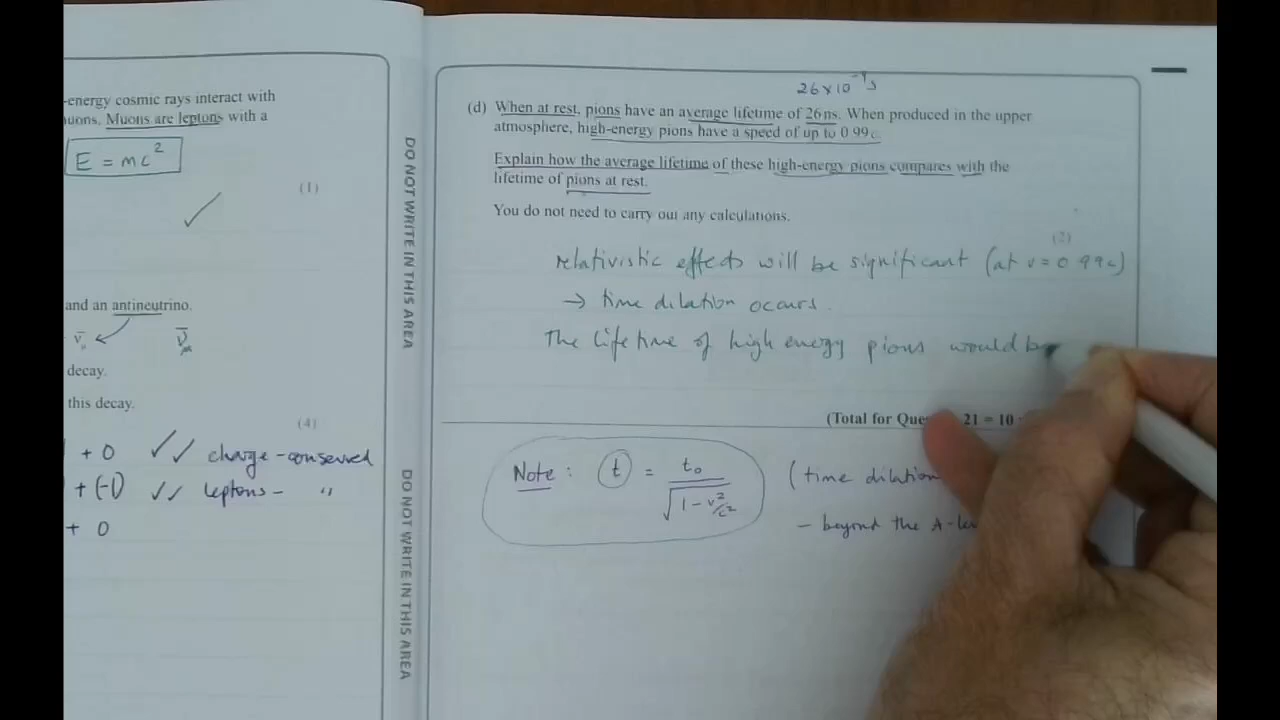 -energy cosmic rays interact with
uons. Muons are leptons with a
E = mc²
(1)
and an antineutrino.
ν̄μ ν̄μ
decay.
this decay.
(4)
+ 0 ✓✓ charge - conserved
+ (-1) ✓✓ leptons - "
+ 0
DO NOT WRITE IN THIS AREA
DO NOT WRITE IN THIS AREA
26 × 10⁻⁹ s
(d) When at rest, pions have an average lifetime of 26 ns. When produced in the upper
atmosphere, high-energy pions have a speed of up to 0.99c.
Explain how the average lifetime of these high-energy pions compares with the
lifetime of pions at rest.
You do not need to carry out any calculations.
(2)
relativistic effects will be significant (at v = 0.99c)
→ time dilation occurs.
The lifetime of high energy pions would be
(Total for 21 = 10
Note : t = t₀ / √(1 - v²/c²) (time dilation
- beyond the